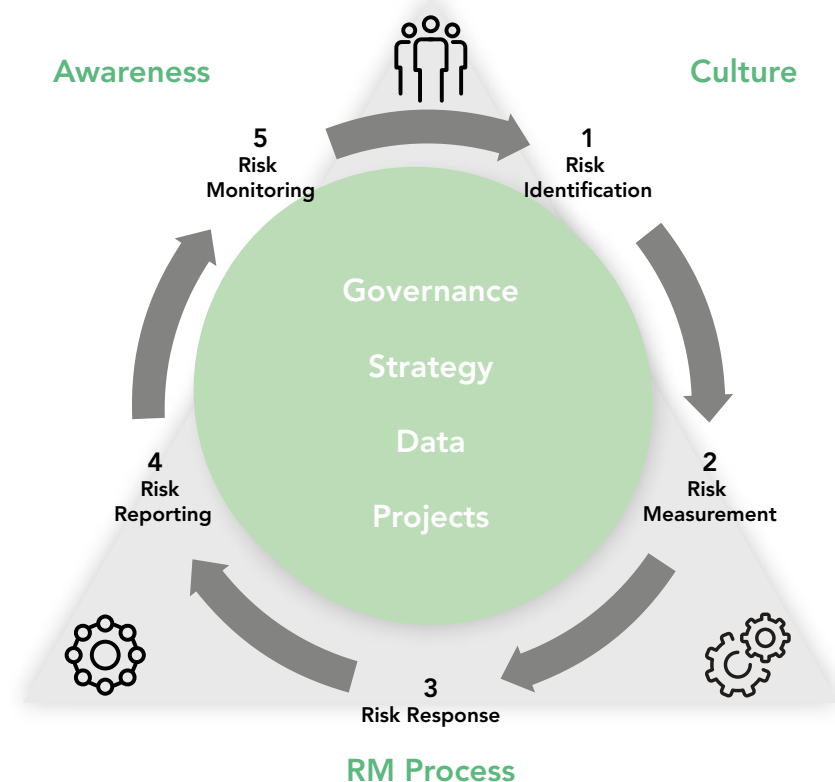 Awareness
Culture
5
Risk
Monitoring
1
Risk
Identification
Governance
Strategy
Data
Projects
4
Risk
Reporting
2
Risk
Measurement
3
Risk Response
RM Process